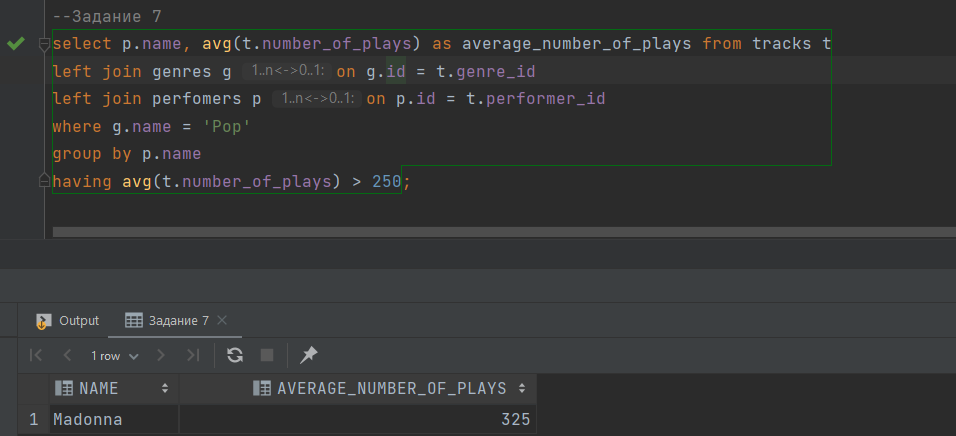 --Задание 7
select p.name, avg(t.number_of_plays) as average_number_of_plays from tracks t
left join genres g 1..n<->0..1: on g.id = t.genre_id
left join perfomers p 1..n<->0..1: on p.id = t.performer_id
where g.name = 'Pop'
group by p.name
having avg(t.number_of_plays) > 250;
Output Задание 7
1 row
NAME AVERAGE_NUMBER_OF_PLAYS
1 Madonna 325